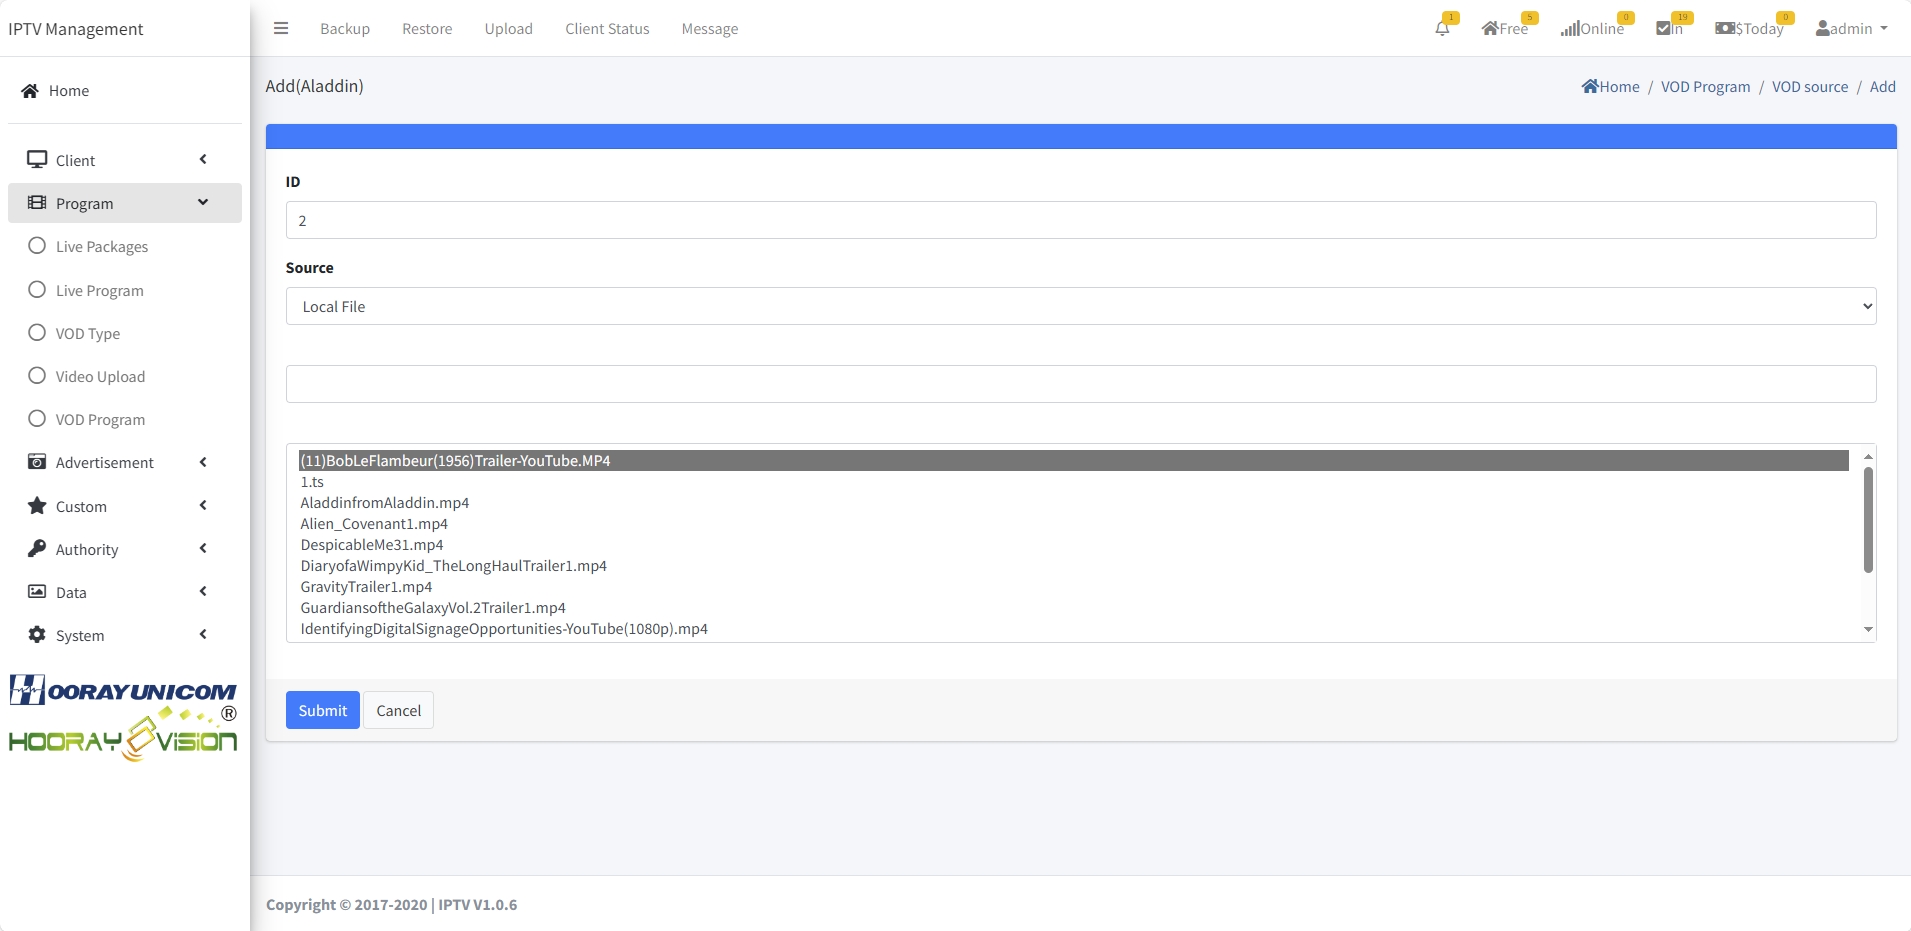 IPTV Management
Backup
Restore
Upload
Client Status
Message
1
Free 5
Online 0
In 19
$Today 0
admin
Home
Client
Program
Live Packages
Live Program
VOD Type
Video Upload
VOD Program
Advertisement
Custom
Authority
Data
System
HOORAYUNICOM
®
HOORAY VISION
Add(Aladdin)
Home / VOD Program / VOD source / Add
ID
2
Source
Local File
(11)BobLeFlambeur(1956)Trailer-YouTube.MP4
1.ts
AladdinfromAladdin.mp4
Alien_Covenant1.mp4
DespicableMe31.mp4
DiaryofaWimpyKid_TheLongHaulTrailer1.mp4
GravityTrailer1.mp4
GuardiansoftheGalaxyVol.2Trailer1.mp4
IdentifyingDigitalSignageOpportunities-YouTube(1080p).mp4
Submit
Cancel
Copyright © 2017-2020 | IPTV V1.0.6